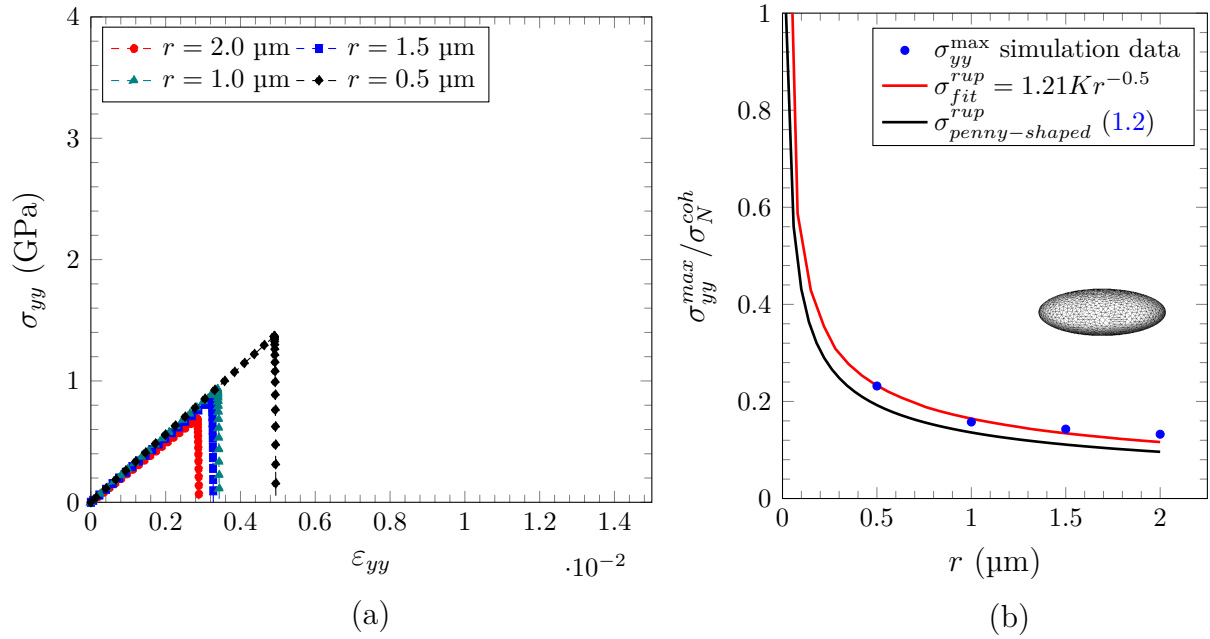 r = 2.0 µm r = 1.5 µm
r = 1.0 µm r = 0.5 µm
4
3
2
1
0
σ_yy (GPa)
0 0.2 0.4 0.6 0.8 1 1.2 1.4
ε_yy
·10^−2
(a)
σ_yy^max simulation data
σ_fit^rup = 1.21Kr^−0.5
σ_penny−shaped^rup (1.2)
1
0.8
0.6
0.4
0.2
0
σ_yy^max/σ_N^coh
0 0.5 1 1.5 2
r (µm)
(b)